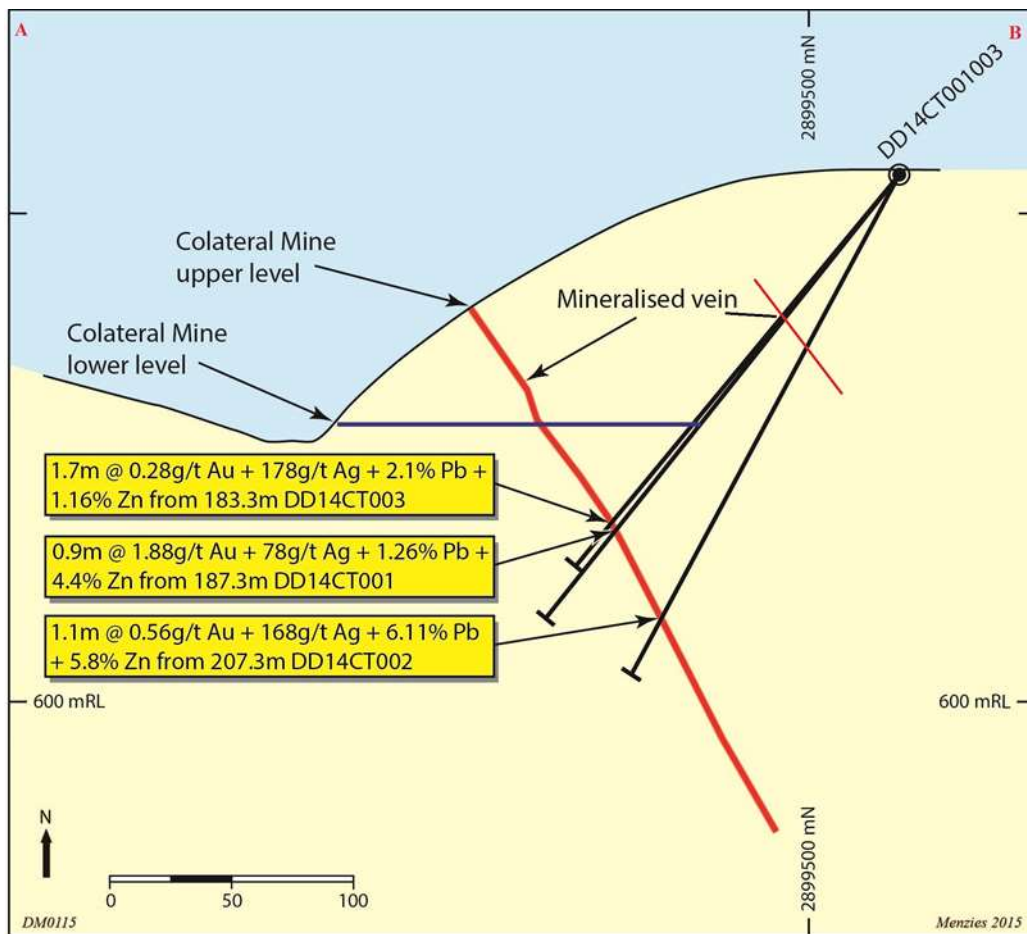 A
B
2899500 mN
DD14CT001003
Colateral Mine
upper level
Mineralised vein
Colateral Mine
lower level
1.7m @ 0.28g/t Au + 178g/t Ag + 2.1% Pb +
1.16% Zn from 183.3m DD14CT003
0.9m @ 1.88g/t Au + 78g/t Ag + 1.26% Pb +
4.4% Zn from 187.3m DD14CT001
1.1m @ 0.56g/t Au + 168g/t Ag + 6.11% Pb
+ 5.8% Zn from 207.3m DD14CT002
600 mRL
600 mRL
2899500 mN
N
0 50 100
DM0115
Menzies 2015